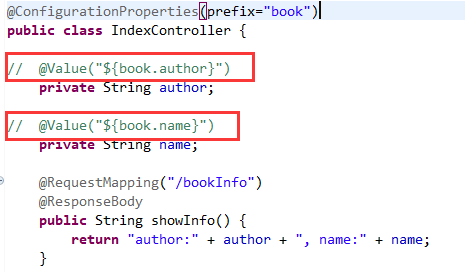 @ConfigurationProperties(prefix="book")
public class IndexController {
//  @Value("${book.author}")
private String author;
//  @Value("${book.name}")
private String name;
@RequestMapping("/bookInfo")
@ResponseBody
public String showInfo() {
return "author:" + author + ", name:" + name;
}